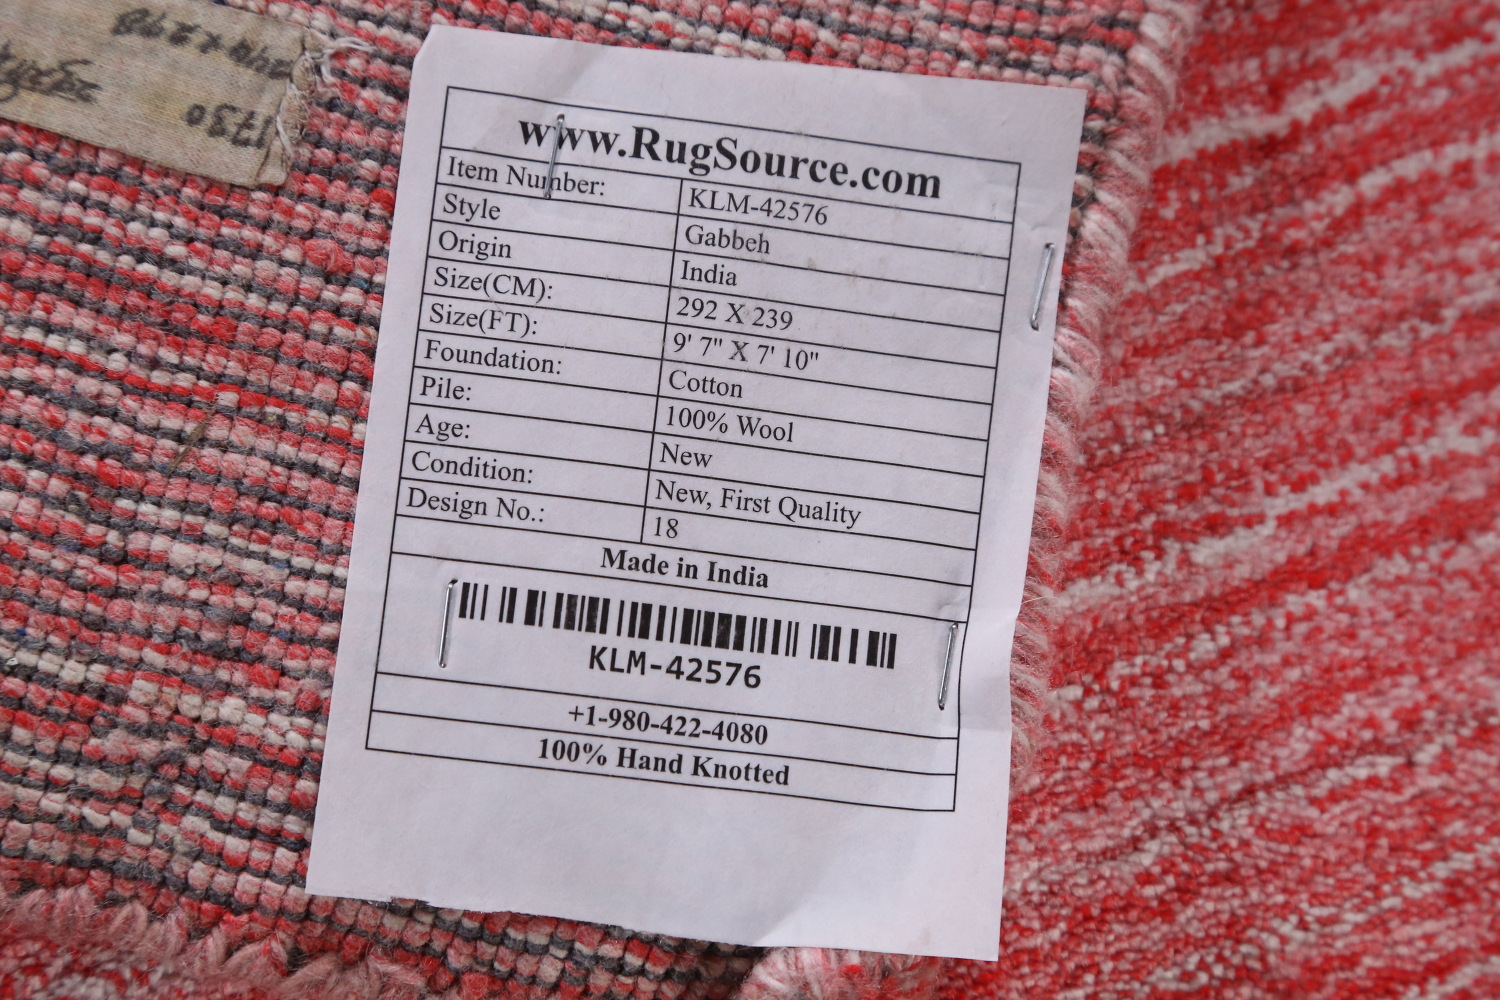 www.RugSource.com
Item Number: KLM-42576
Style Gabbeh
Origin India
Size(CM): 292 X 239
Size(FT): 9' 7" X 7' 10"
Foundation: Cotton
Pile: 100% Wool
Age: New
Condition: New, First Quality
Design No.: 18
Made in India
KLM-42576
+1-980-422-4080
100% Hand Knotted
1730